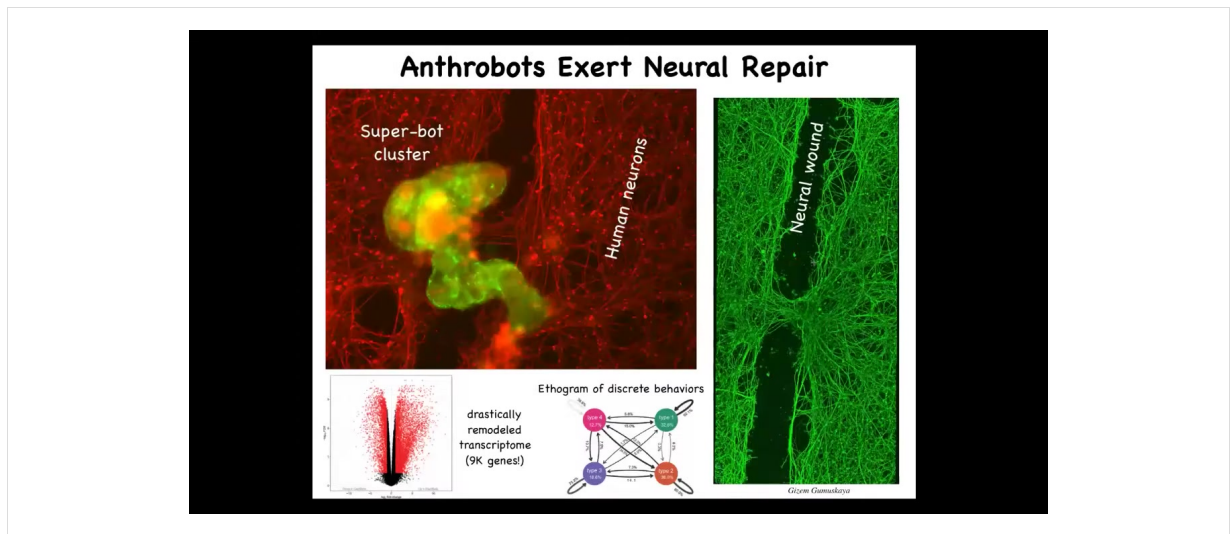 Anthrobots Exert Neural Repair
Super-bot
cluster
Human neurons
Neural wound
drastically
remodeled
transcriptome
(9K genes!)
Ethogram of discrete behaviors
type 4
type 1
type 3
type 2
Gizem Gumuskaya